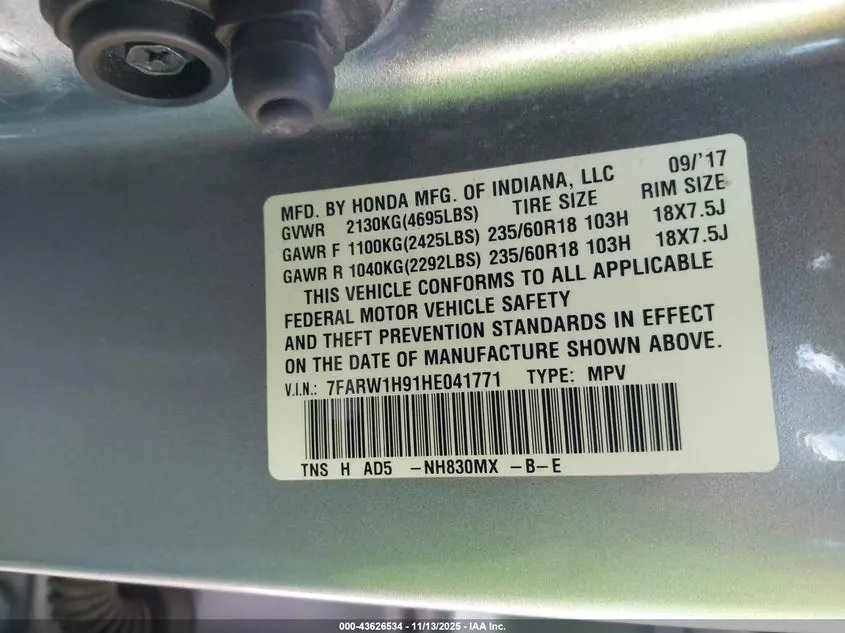 MFD. BY HONDA MFG. OF INDIANA, LLC 09/'17
GVWR 2130KG(4695LBS) TIRE SIZE RIM SIZE
GAWR F 1100KG(2425LBS) 235/60R18 103H 18X7.5J
GAWR R 1040KG(2292LBS) 235/60R18 103H 18X7.5J
THIS VEHICLE CONFORMS TO ALL APPLICABLE
FEDERAL MOTOR VEHICLE SAFETY
AND THEFT PREVENTION STANDARDS IN EFFECT
ON THE DATE OF MANUFACTURE SHOWN ABOVE.
V.I.N.: 7FARW1H91HE041771 TYPE: MPV
TNS H AD5 -NH830MX -B-E
000-43626534 - 11/13/2025 - IAA Inc.